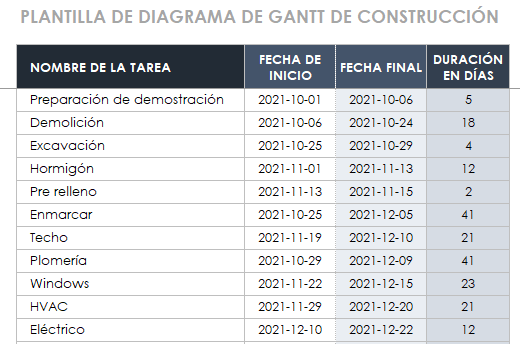 PLANTILLA DE DIAGRAMA DE GANTT DE CONSTRUCCIÓN
NOMBRE DE LA TAREA FECHA DE INICIO FECHA FINAL DURACIÓN EN DÍAS
Preparación de demostración 2021-10-01 2021-10-06 5
Demolición 2021-10-06 2021-10-24 18
Excavación 2021-10-25 2021-10-29 4
Hormigón 2021-11-01 2021-11-13 12
Pre relleno 2021-11-13 2021-11-15 2
Enmarcar 2021-10-25 2021-12-05 41
Techo 2021-11-19 2021-12-10 21
Plomería 2021-10-29 2021-12-09 41
Windows 2021-11-22 2021-12-15 23
HVAC 2021-11-29 2021-12-20 21
Eléctrico 2021-12-10 2021-12-22 12